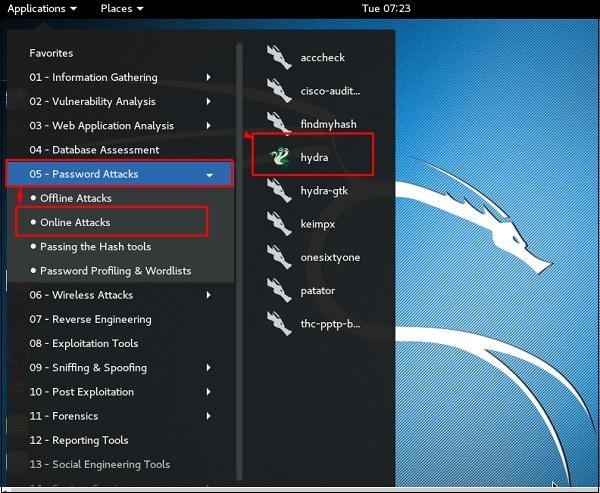 Applications Places Tue 07:23
Favorites
01 - Information Gathering
02 - Vulnerability Analysis
03 - Web Application Analysis
04 - Database Assessment
05 - Password Attacks
Offline Attacks
Online Attacks
Passing the Hash tools
Password Profiling & Wordlists
06 - Wireless Attacks
07 - Reverse Engineering
08 - Exploitation Tools
09 - Sniffing & Spoofing
10 - Post Exploitation
11 - Forensics
12 - Reporting Tools
13 - Social Engineering Tools
acccheck
cisco-audit...
findmyhash
hydra
hydra-gtk
keimpx
onesixtyone
patator
thc-pptp-b...